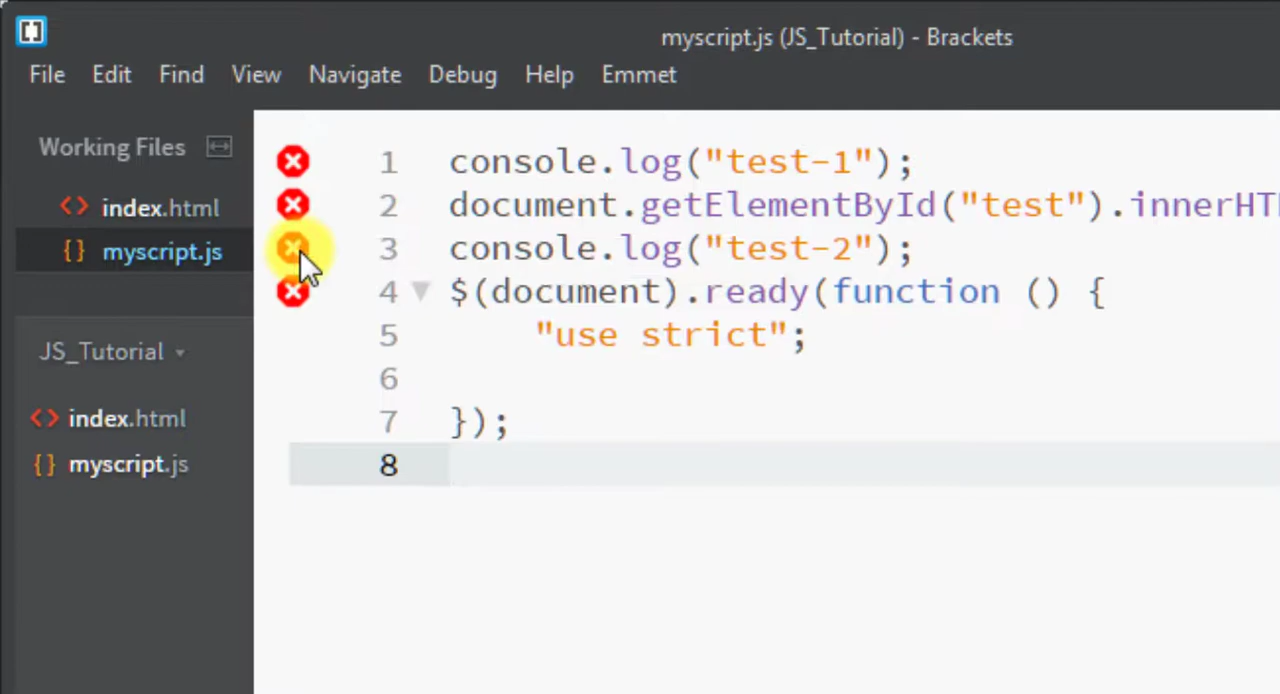 myscript.js (JS_Tutorial) - Brackets
File Edit Find View Navigate Debug Help Emmet
Working Files
<> index.html
{} myscript.js
JS_Tutorial
<> index.html
{} myscript.js
1 console.log("test-1");
2 document.getElementById("test").innerHT
3 console.log("test-2");
4 $(document).ready(function () {
5 "use strict";
6
7 });
8